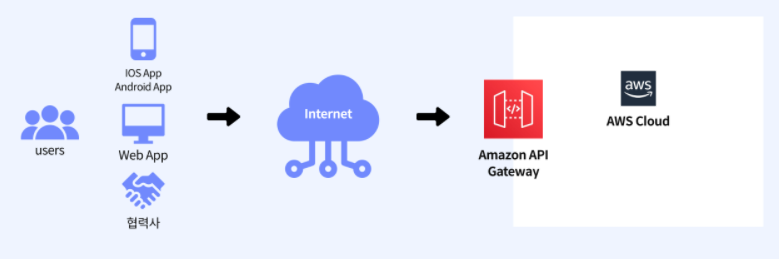 users
IOS App
Android App
Web App
협력사
Internet
Amazon API
Gateway
aws
AWS Cloud